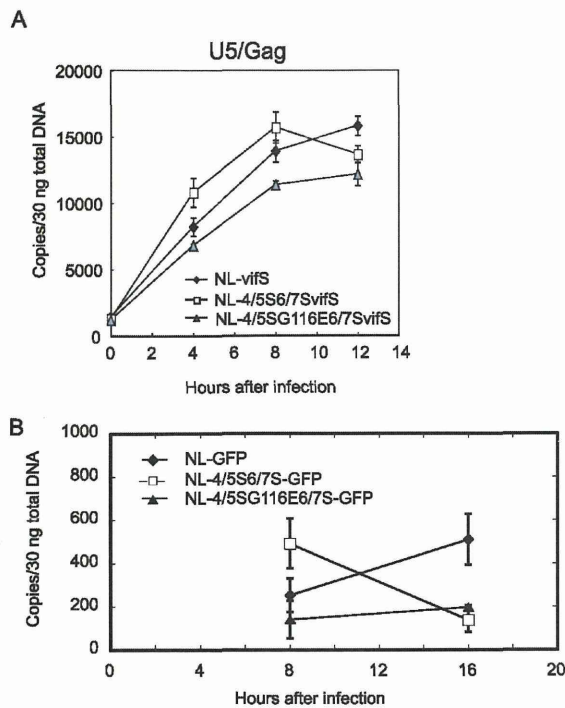 A
U5/Gag
Copies/30 ng total DNA
20000
15000
10000
5000
0
NL-vifS
NL-4/5S6/7SvifS
NL-4/5SG116E6/7SvifS
0 2 4 6 8 10 12 14
Hours after infection
B
Copies/30 ng total DNA
1000
800
600
400
200
0
NL-GFP
NL-4/5S6/7S-GFP
NL-4/5SG116E6/7S-GFP
0 4 8 12 16 20
Hours after infection